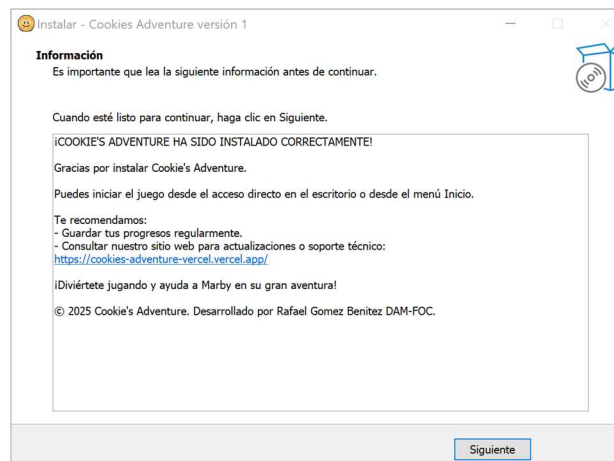 Instalar - Cookies Adventure versión 1
Información
Es importante que lea la siguiente información antes de continuar.
Cuando esté listo para continuar, haga clic en Siguiente.
¡COOKIE'S ADVENTURE HA SIDO INSTALADO CORRECTAMENTE!
Gracias por instalar Cookie's Adventure.
Puedes iniciar el juego desde el acceso directo en el escritorio o desde el menú Inicio.
Te recomendamos:
- Guardar tus progresos regularmente.
- Consultar nuestro sitio web para actualizaciones o soporte técnico:
https://cookies-adventure-vercel.vercel.app/
¡Diviértete jugando y ayuda a Marby en su gran aventura!
© 2025 Cookie's Adventure. Desarrollado por Rafael Gomez Benitez DAM-FOC.
Siguiente